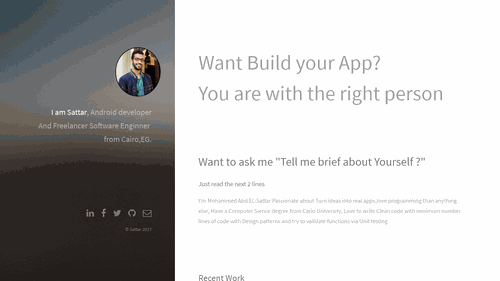 I am Sattar, Android developer
And Freelancer Software Enginner
from Cairo,EG.
© Sattar 2017
Want Build your App?
You are with the right person
Want to ask me "Tell me brief about Yourself ?"
Just read the next 2 lines
I'm Mohammed Abd EL-Sattar Passionate about Turn Ideas into real apps,love programming than anything
else, Have a Computer Sience degree from Cario University, Love to write Clean code with minimum number
lines of code with Design patterns and try to validate functions via Unit testing
Recent Work